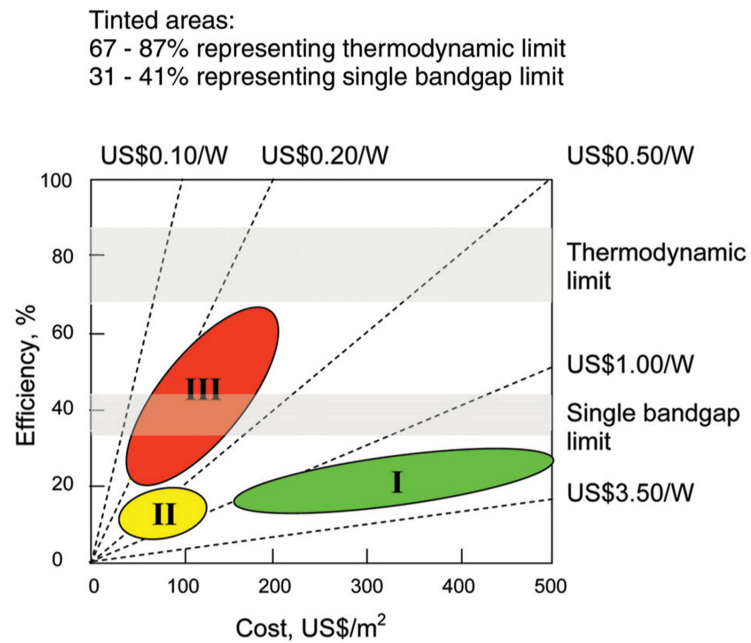 Tinted areas:
67 - 87% representing thermodynamic limit
31 - 41% representing single bandgap limit
US$0.10/W
US$0.20/W
US$0.50/W
100
80
60
40
20
0
Efficiency, %
Thermodynamic
limit
US$1.00/W
Single bandgap
limit
US$3.50/W
III
II
I
0
100
200
300
400
500
Cost, US$/m²